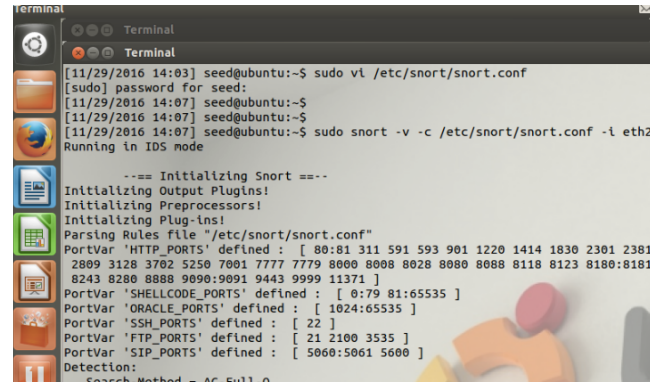 Terminal
Terminal
Terminal
[11/29/2016 14:03] seed@ubuntu:~$ sudo vi /etc/snort/snort.conf
[sudo] password for seed:
[11/29/2016 14:07] seed@ubuntu:~$
[11/29/2016 14:07] seed@ubuntu:~$
[11/29/2016 14:07] seed@ubuntu:~$ sudo snort -v -c /etc/snort/snort.conf -i eth2
Running in IDS mode
--== Initializing Snort ==--
Initializing Output Plugins!
Initializing Preprocessors!
Initializing Plug-ins!
Parsing Rules file "/etc/snort/snort.conf"
PortVar 'HTTP_PORTS' defined :  [ 80:81 311 591 593 901 1220 1414 1830 2301 2381
2809 3128 3702 5250 7001 7777 7779 8000 8008 8028 8080 8088 8118 8123 8180:8181
8243 8280 8888 9090:9091 9443 9999 11371 ]
PortVar 'SHELLCODE_PORTS' defined :  [ 0:79 81:65535 ]
PortVar 'ORACLE_PORTS' defined :  [ 1024:65535 ]
PortVar 'SSH_PORTS' defined :  [ 22 ]
PortVar 'FTP_PORTS' defined :  [ 21 2100 3535 ]
PortVar 'SIP_PORTS' defined :  [ 5060:5061 5600 ]
Detection:
Search-Method = AC-Full-Q